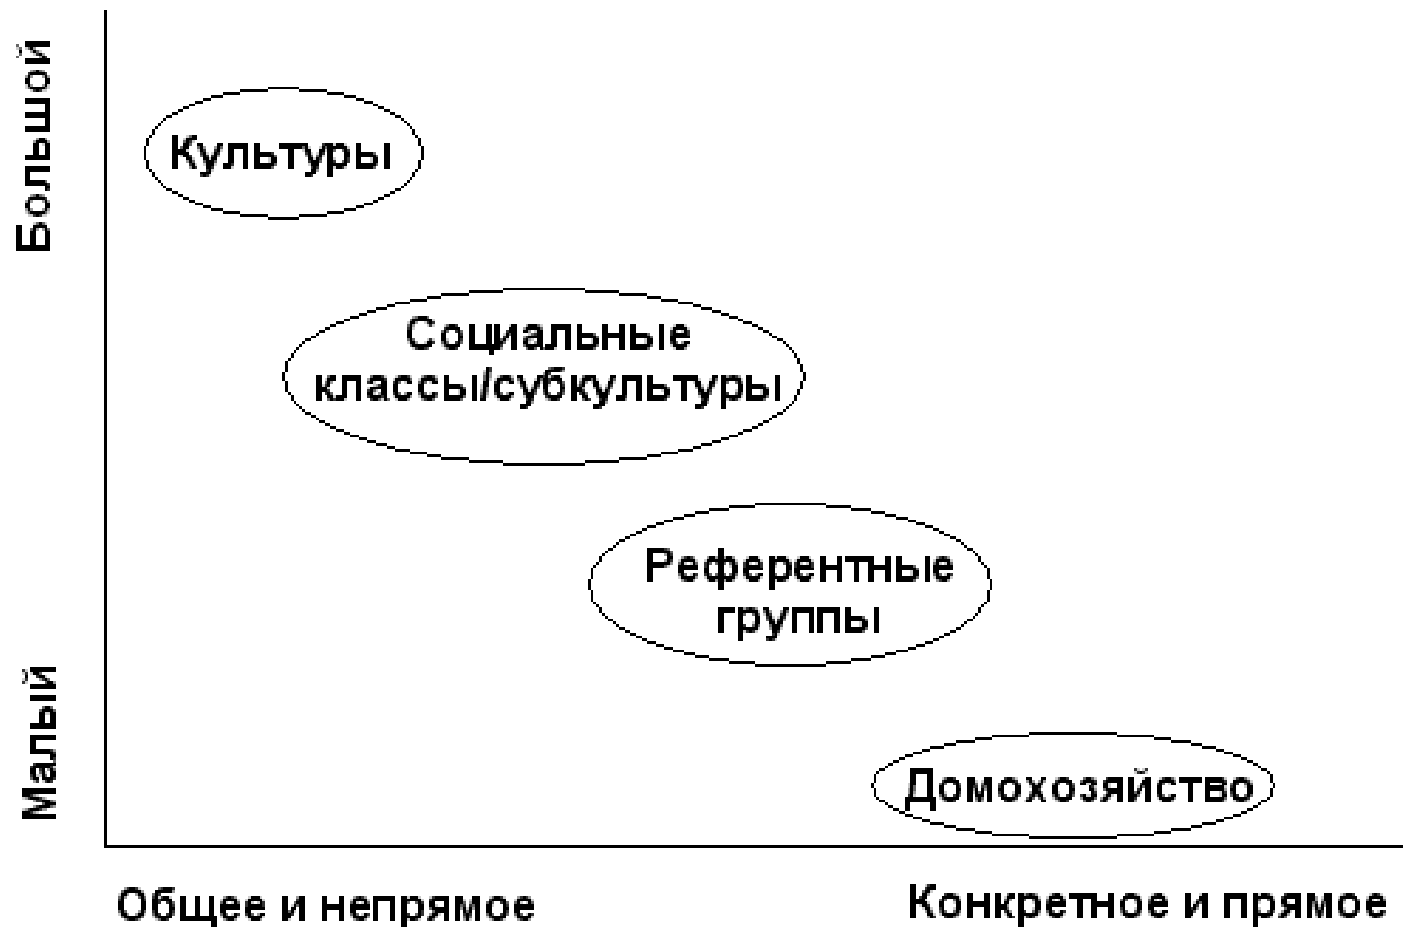 Большой
Культуры
Социальные
классы/субкультуры
Референтные
группы
Малый
Домохозяйство
Общее и непрямое
Конкретное и прямое